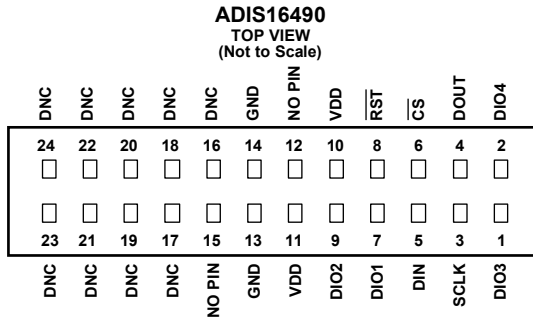 ADIS16490
TOP VIEW
(Not to Scale)
DNC DNC DNC DNC DNC GND NO PIN VDD RST CS DOUT DIO4
24 22 20 18 16 14 12 10 8 6 4 2
23 21 19 17 15 13 11 9 7 5 3 1
DNC DNC DNC DNC NO PIN GND VDD DIO2 DIO1 DIN SCLK DIO3